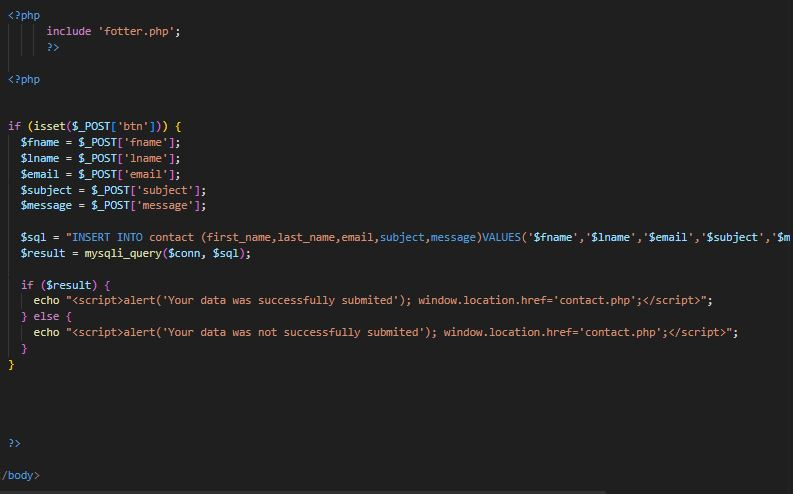 <?php
include 'fotter.php';
?>
<?php
if (isset($_POST['btn'])) {
$fname = $_POST['fname'];
$lname = $_POST['lname'];
$email = $_POST['email'];
$subject = $_POST['subject'];
$message = $_POST['message'];
$sql = "INSERT INTO contact (first_name,last_name,email,subject,message)VALUES('$fname','$lname','$email','$subject','$m
$result = mysqli_query($conn, $sql);
if ($result) {
echo "<script>alert('Your data was successfully submited'); window.location.href='contact.php';</script>";
} else {
echo "<script>alert('Your data was not successfully submited'); window.location.href='contact.php';</script>";
}
}
?>
/body>